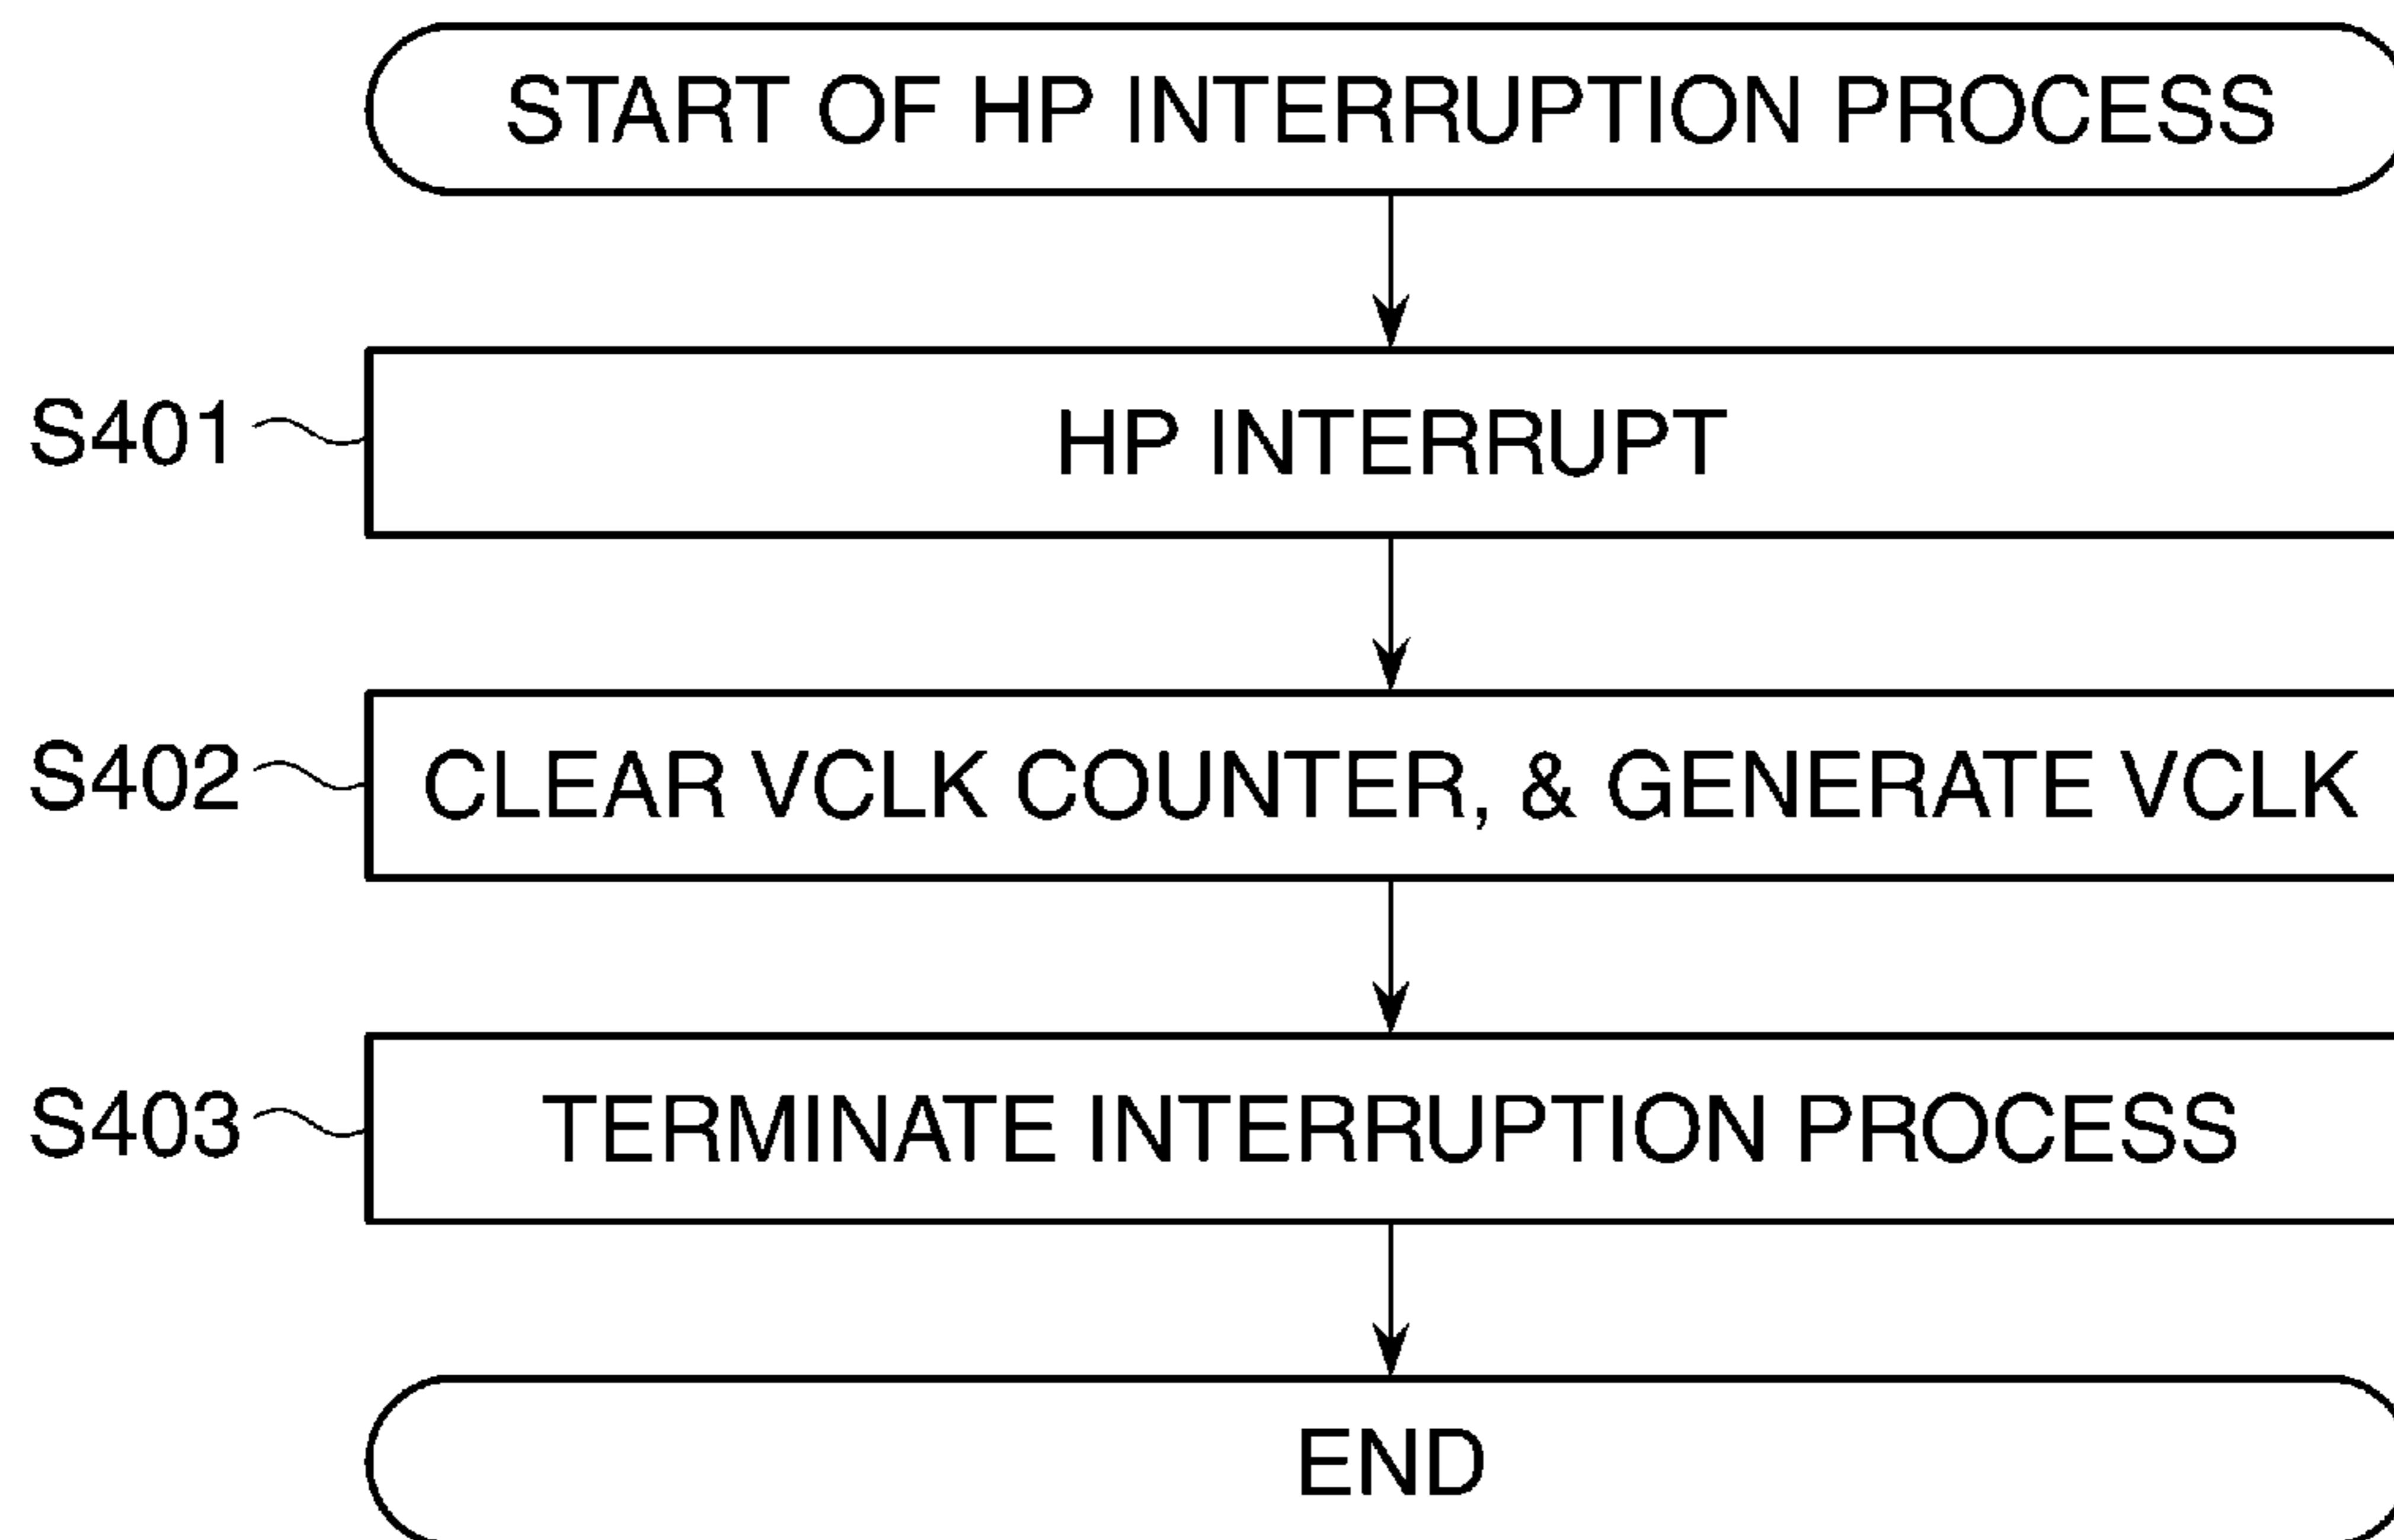 START OF HP INTERRUPTION PROCESS
S401 HP INTERRUPT
S402 CLEAR VCLK COUNTER, & GENERATE VCLK
S403 TERMINATE INTERRUPTION PROCESS
END